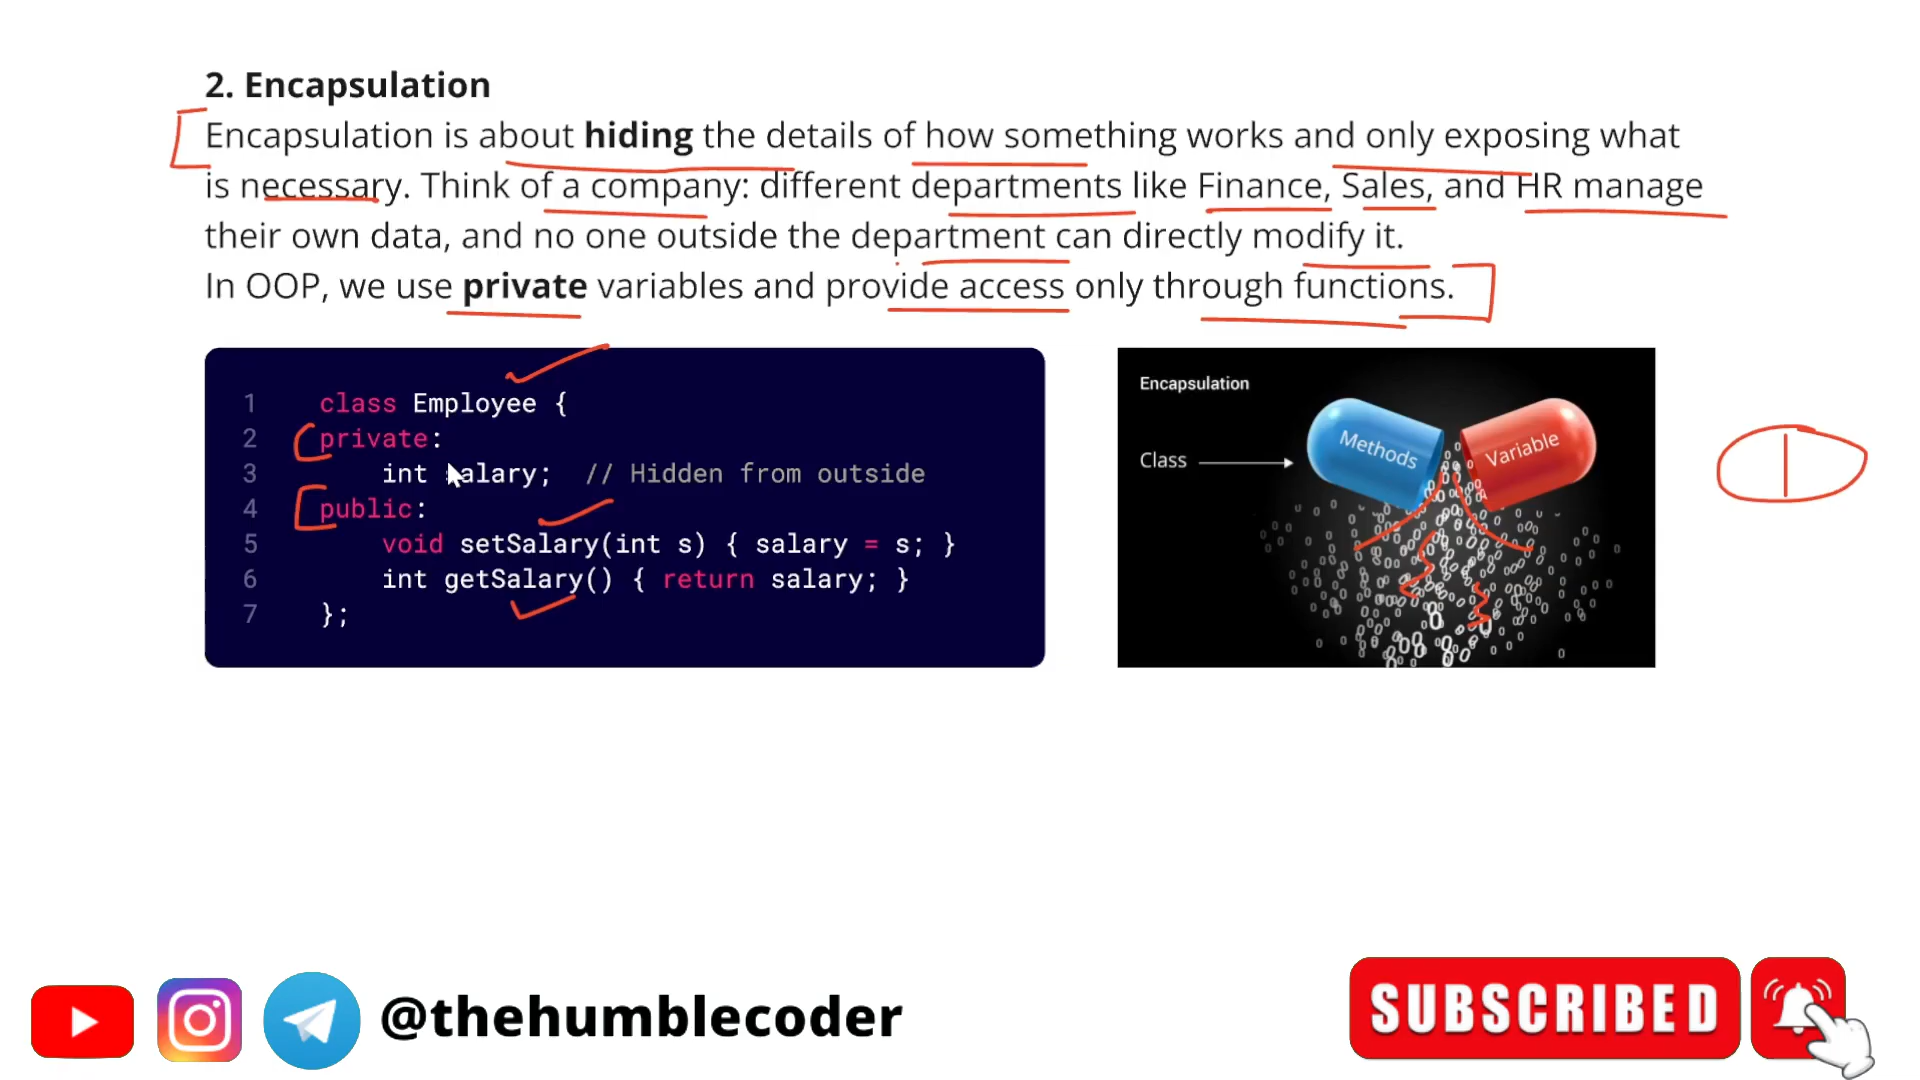 2. Encapsulation
Encapsulation is about hiding the details of how something works and only exposing what
is necessary. Think of a company: different departments like Finance, Sales, and HR manage
their own data, and no one outside the department can directly modify it.
In OOP, we use private variables and provide access only through functions.
1 class Employee {
2 private:
3 int salary; // Hidden from outside
4 public:
5 void setSalary(int s) { salary = s; }
6 int getSalary() { return salary; }
7 };
Encapsulation
Class
Methods
Variable
@thehumblecoder
SUBSCRIBED